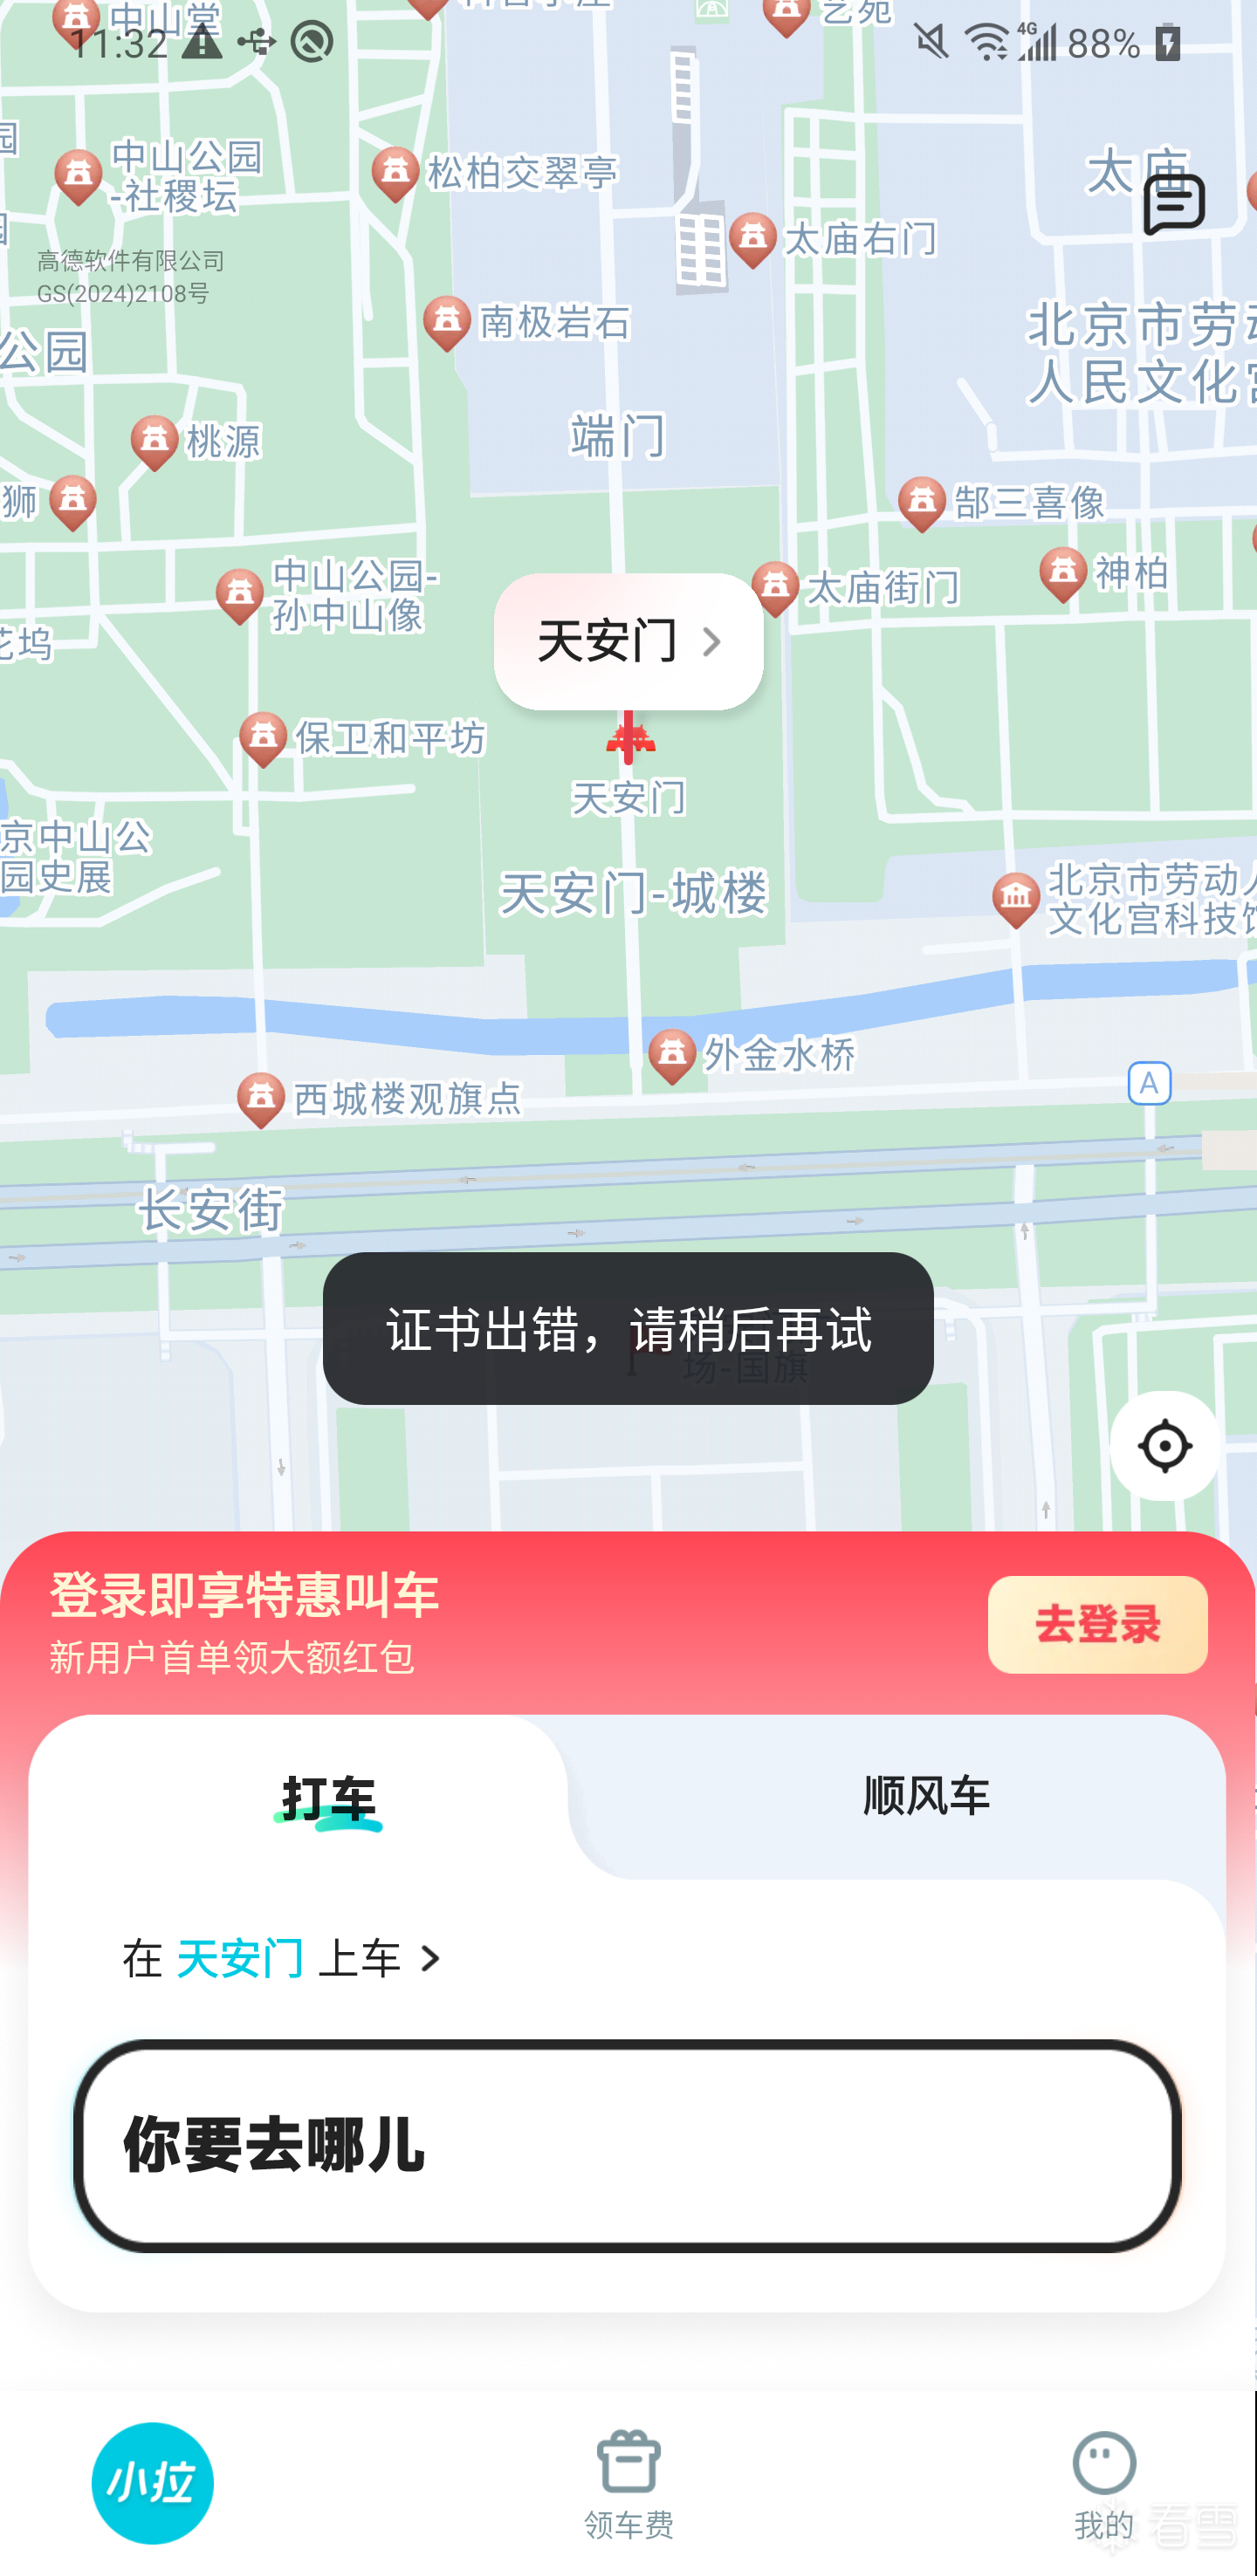 中山堂
艺苑
11:32
4G
88%
中山公园
-社稷坛
松柏交翠亭
太庙
太庙右门
高德软件有限公司
GS(2024)2108号
南极岩石
北京市劳动
人民文化宫
公园
端门
桃源
狮
郜三喜像
中山公园-
孙中山像
太庙街门
神柏
花坞
天安门
保卫和平坊
天安门
京中山公
园史展
天安门-城楼
北京市劳动人
文化宫科技馆
外金水桥
西城楼观旗点
A
长安街
证书出错，请稍后再试
场-国旗
登录即享特惠叫车
新用户首单领大额红包
去登录
打车
顺风车
在 天安门 上车
你要去哪儿
小拉
领车费
我的
看雪